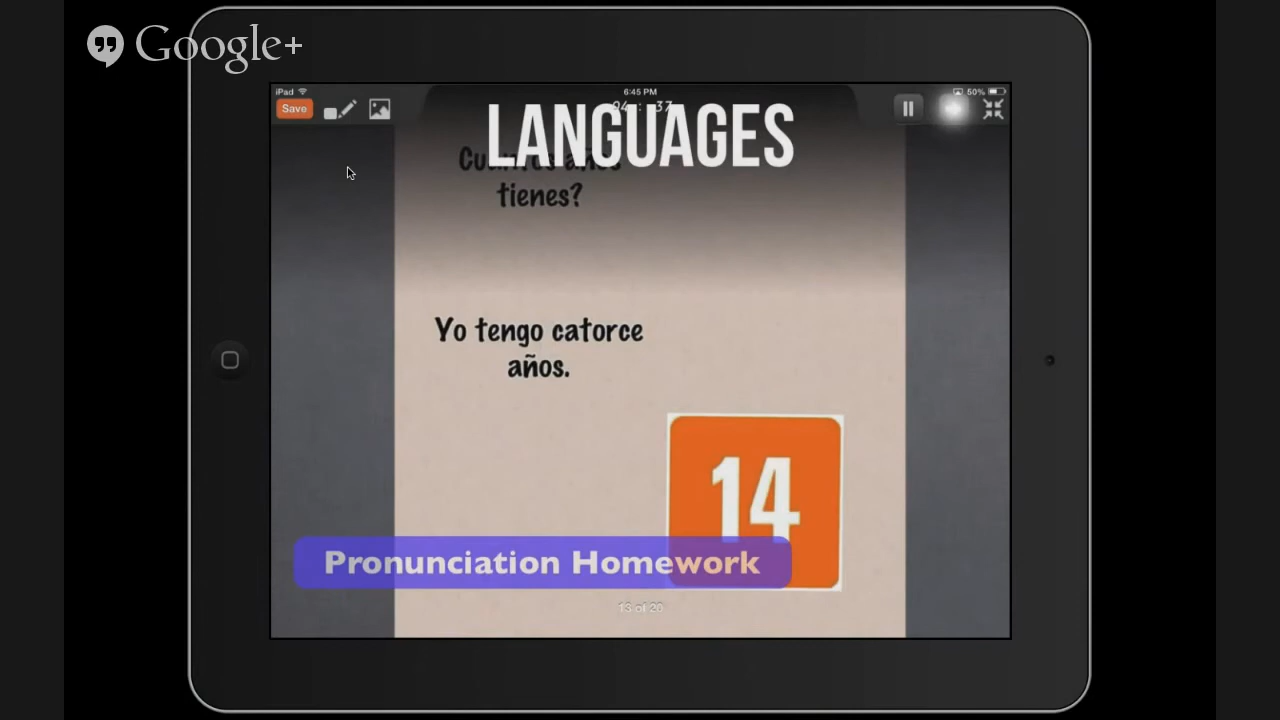 Google+
iPad
6:45 PM
50%
Save
LANGUAGES
años
tienes?
Yo tengo catorce
años.
14
Pronunciation Homework
13 of 20